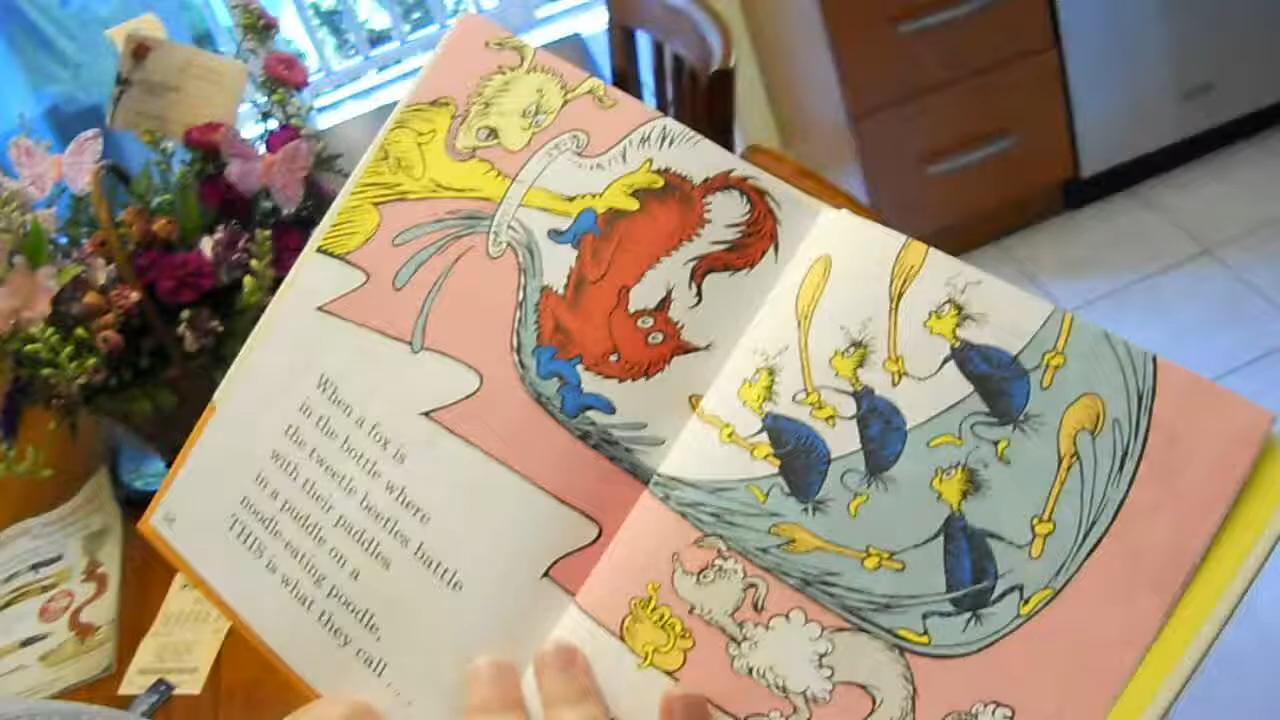 When a fox is
in the bottle where
the tweetle beetles battle
with their paddles
in a puddle on a
noodle-eating poodle,
THIS is what they call . . .